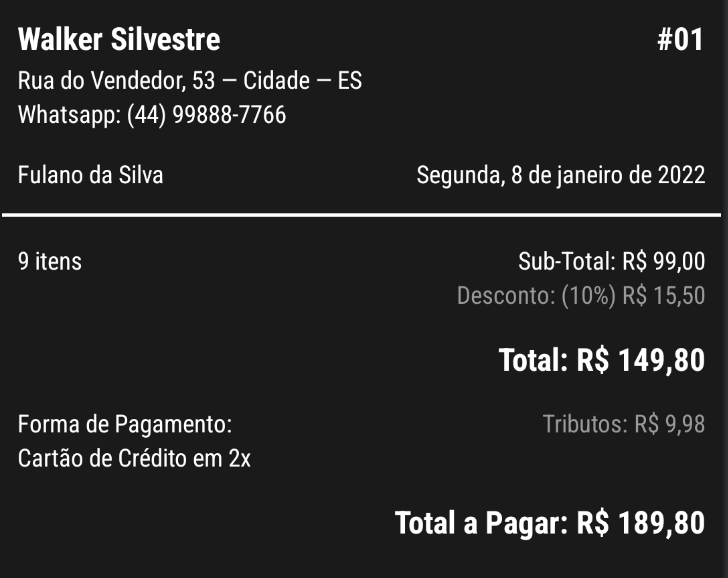 Walker Silvestre #01
Rua do Vendedor, 53 – Cidade – ES
Whatsapp: (44) 99888-7766
Fulano da Silva Segunda, 8 de janeiro de 2022
9 itens Sub-Total: R$ 99,00
Desconto: (10%) R$ 15,50
Total: R$ 149,80
Forma de Pagamento: Tributos: R$ 9,98
Cartão de Crédito em 2x
Total a Pagar: R$ 189,80